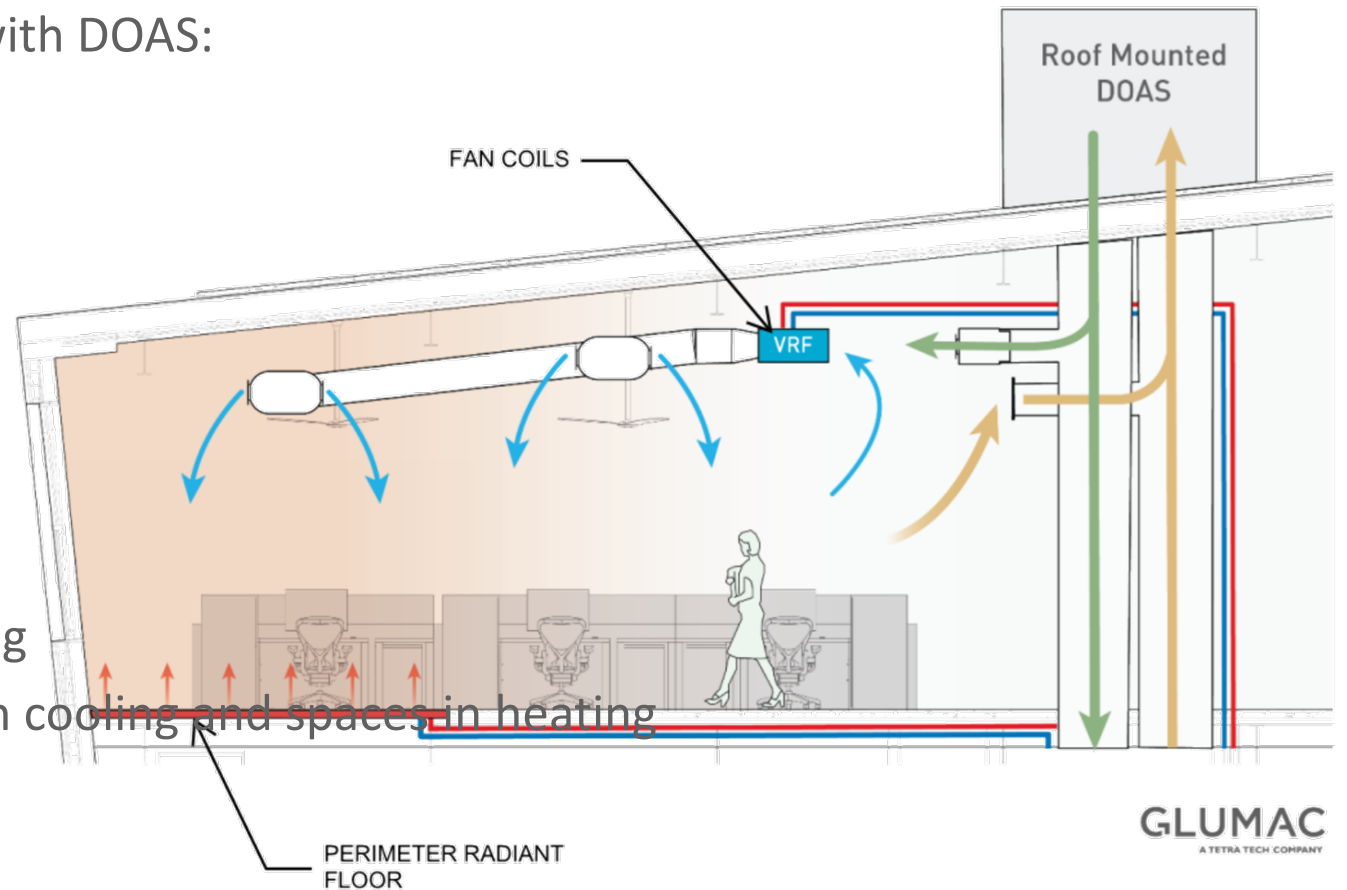 with DOAS:
Roof Mounted
DOAS
FAN COILS
VRF
cooling and spaces in heating
PERIMETER RADIANT
FLOOR
GLUMAC
A TETRA TECH COMPANY